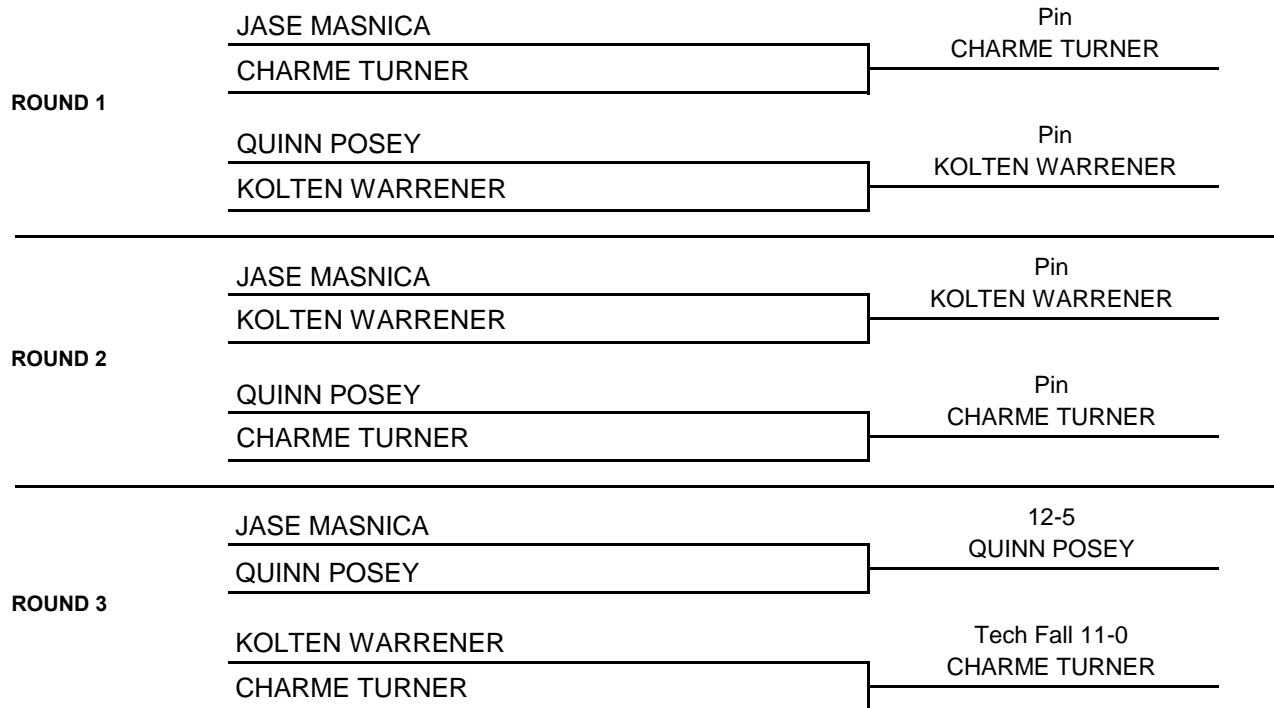 JASE MASNICA
Pin
CHARME TURNER
CHARME TURNER
ROUND 1
QUINN POSEY
Pin
KOLTEN WARRENER
KOLTEN WARRENER
JASE MASNICA
Pin
KOLTEN WARRENER
KOLTEN WARRENER
ROUND 2
QUINN POSEY
Pin
CHARME TURNER
CHARME TURNER
JASE MASNICA
12-5
QUINN POSEY
QUINN POSEY
ROUND 3
KOLTEN WARRENER
Tech Fall 11-0
CHARME TURNER
CHARME TURNER